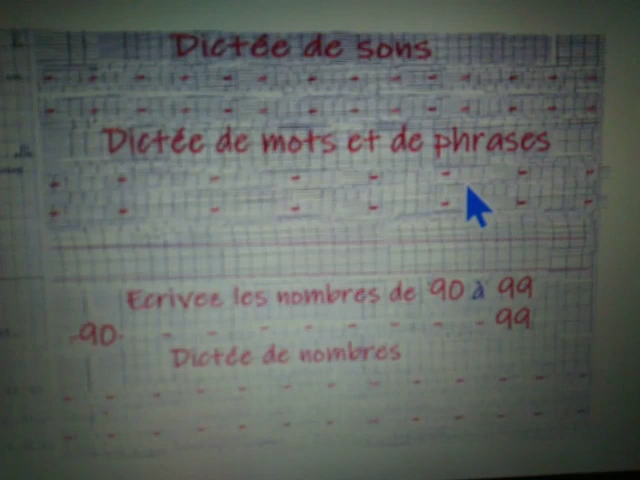 Dictée de sons
- - - - - - - - - - - - - -
- - - - - - - - - - - - - -
Dictée de mots et de phrases
- - - - - - - -
- - - - - - - -
Ecrivee les nombres de 90 à 99
-90- - - - - - - - - - 99
Dictée de nombres
- - - - - - - - - - - - -
- - - - - - - - - - - - -